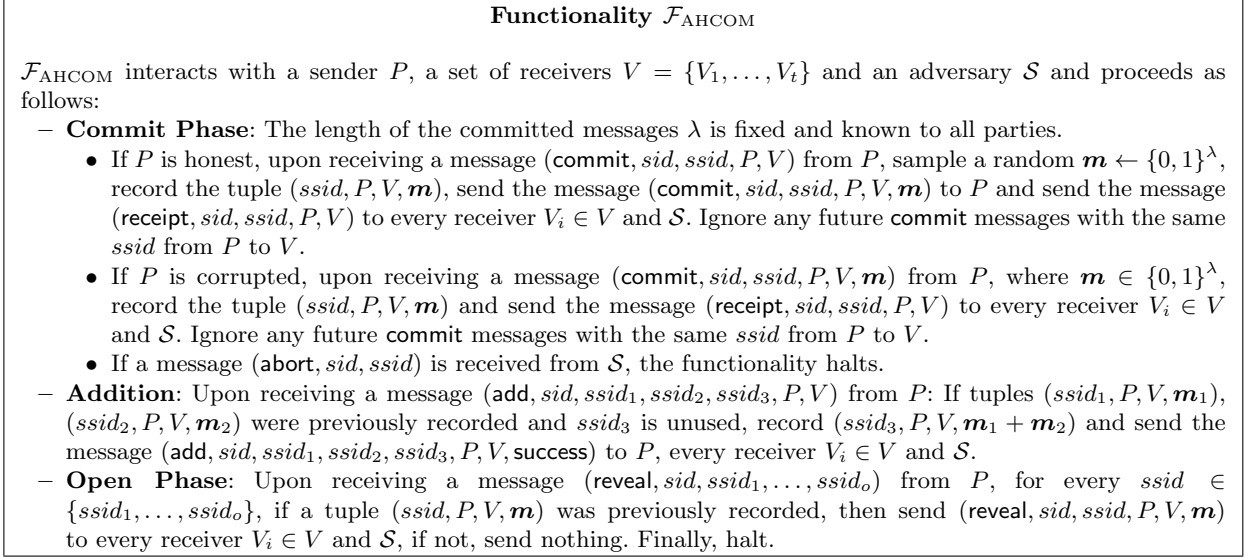 Functionality F_AHCOM
F_AHCOM interacts with a sender P, a set of receivers V = {V_1, . . . , V_t} and an adversary S and proceeds as
follows:
– Commit Phase: The length of the committed messages λ is fixed and known to all parties.
• If P is honest, upon receiving a message (commit, sid, ssid, P, V) from P, sample a random m ← {0, 1}^λ,
record the tuple (ssid, P, V, m), send the message (commit, sid, ssid, P, V, m) to P and send the message
(receipt, sid, ssid, P, V) to every receiver V_i ∈ V and S. Ignore any future commit messages with the same
ssid from P to V.
• If P is corrupted, upon receiving a message (commit, sid, ssid, P, V, m) from P, where m ∈ {0, 1}^λ,
record the tuple (ssid, P, V, m) and send the message (receipt, sid, ssid, P, V) to every receiver V_i ∈ V
and S. Ignore any future commit messages with the same ssid from P to V.
• If a message (abort, sid, ssid) is received from S, the functionality halts.
– Addition: Upon receiving a message (add, sid, ssid_1, ssid_2, ssid_3, P, V) from P: If tuples (ssid_1, P, V, m_1),
(ssid_2, P, V, m_2) were previously recorded and ssid_3 is unused, record (ssid_3, P, V, m_1 + m_2) and send the
message (add, sid, ssid_1, ssid_2, ssid_3, P, V, success) to P, every receiver V_i ∈ V and S.
– Open Phase: Upon receiving a message (reveal, sid, ssid_1, . . . , ssid_o) from P, for every ssid ∈
{ssid_1, . . . , ssid_o}, if a tuple (ssid, P, V, m) was previously recorded, then send (reveal, sid, ssid, P, V, m)
to every receiver V_i ∈ V and S, if not, send nothing. Finally, halt.